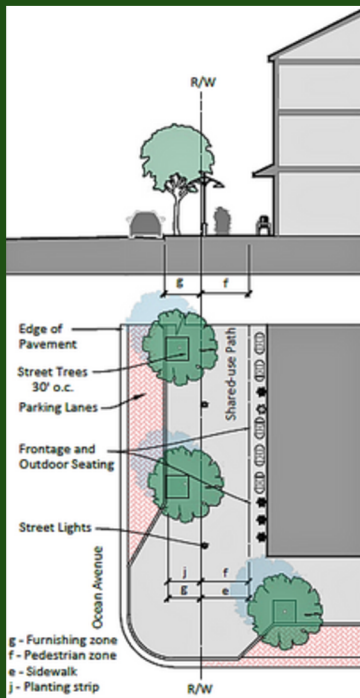 R/W
g
f
Edge of
Pavement
Street Trees
30' o.c.
Parking Lanes
Shared-use Path
Frontage and
Outdoor Seating
Street Lights
Ocean Avenue
j
f
g
e
g - Furnishing zone
f - Pedestrian zone
e - Sidewalk
j - Planting strip
R/W